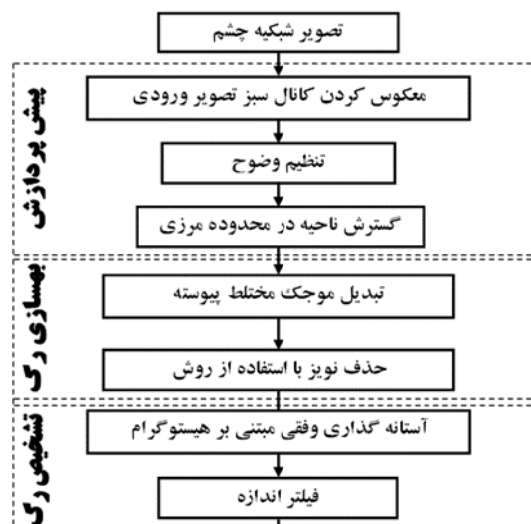 تصویر شبکیه چشم
پیش پردازش
معکوس کردن کانال سبز تصویر ورودی
تنظیم وضوح
گسترش ناحیه در محدوده مرزی
بهسازی رگ
تبدیل موجک مختلط پیوسته
حذف نویز با استفاده از روش
تشخیص رگ
آستانه گذاری وفقی مبتنی بر هیستوگرام
فیلتر اندازه